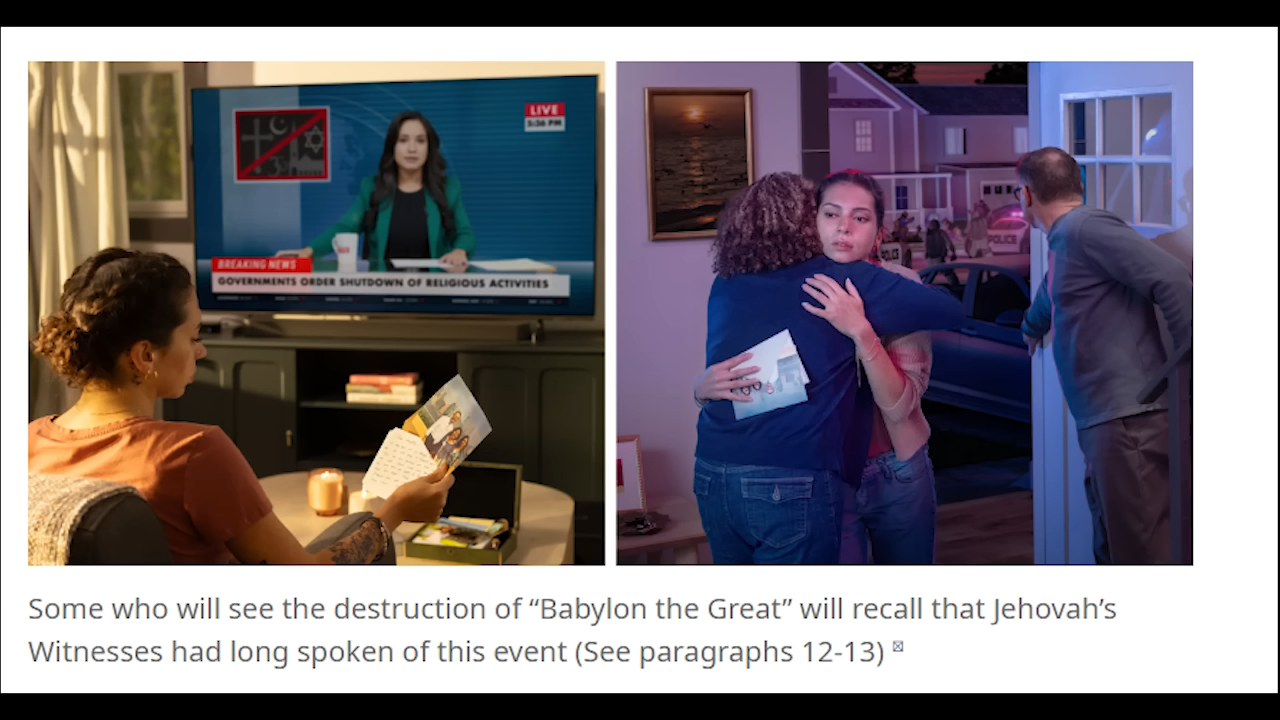 LIVE
5:36 PM
BREAKING NEWS
GOVERNMENTS ORDER SHUTDOWN OF RELIGIOUS ACTIVITIES
POLICE
Some who will see the destruction of “Babylon the Great” will recall that Jehovah’s
Witnesses had long spoken of this event (See paragraphs 12-13)